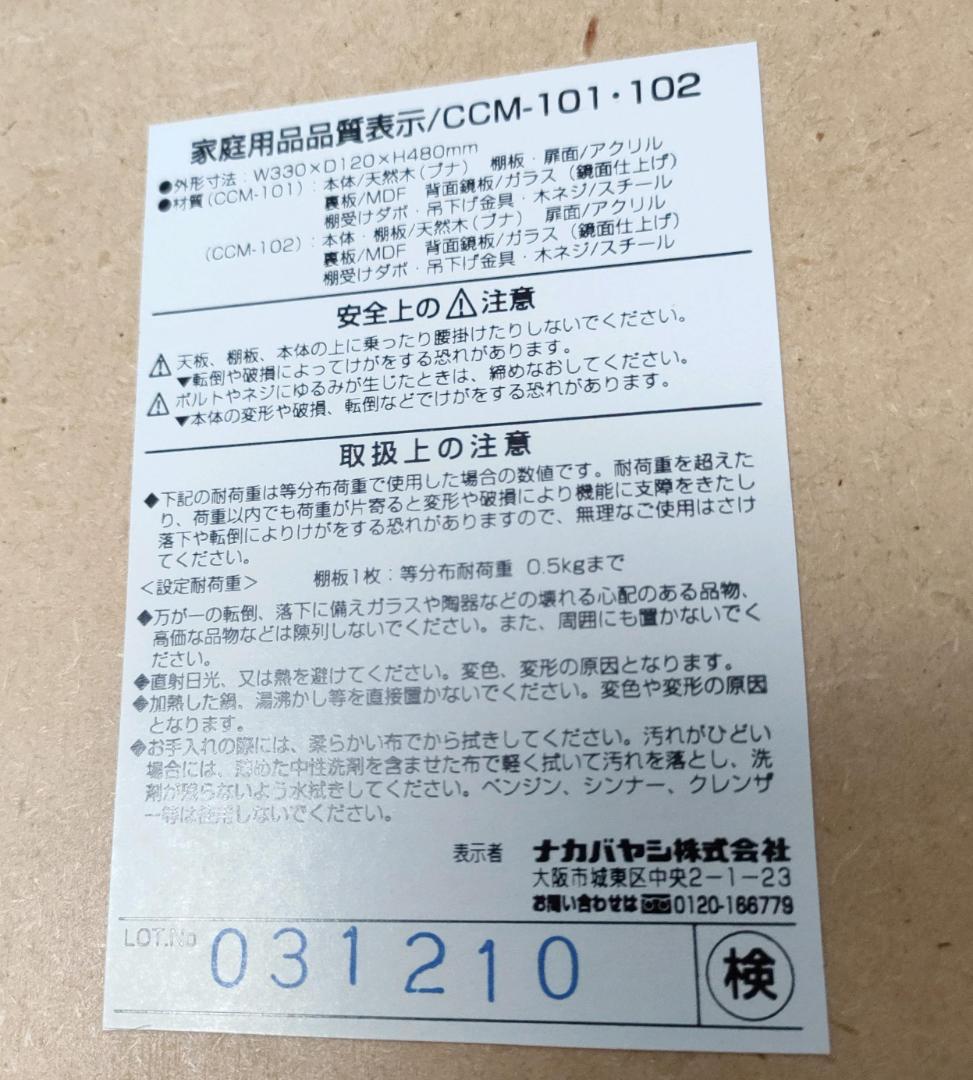 家庭用品品質表示/CCM-101・102
●外形寸法：W330×D120×H480mm
●材質(CCM-101)：本体/天然木(ブナ) 棚板・扉面/アクリル
裏板/MDF 背面鏡板/ガラス(鏡面仕上げ)
棚受けダボ・吊下げ金具・木ネジ/スチール
(CCM-102)：本体・棚板/天然木(ブナ) 扉面/アクリル
裏板/MDF 背面鏡板/ガラス(鏡面仕上げ)
棚受けダボ・吊下げ金具・木ネジ/スチール
安全上の⚠注意
⚠天板、棚板、本体の上に乗ったり腰掛けたりしないでください。
▼転倒や破損によってけがをする恐れがあります。
⚠ボルトやネジにゆるみが生じたときは、締めなおしてください。
▼本体の変形や破損、転倒などでけがをする恐れがあります。
取扱上の注意
◆下記の耐荷重は等分布荷重で使用した場合の数値です。耐荷重を超えた
り、荷重以内でも荷重が片寄ると変形や破損により機能に支障をきたし
落下や転倒によりけがをする恐れがありますので、無理なご使用はさけ
てください。
<設定耐荷重> 棚板1枚：等分布耐荷重 0.5kgまで
◆万が一の転倒、落下に備えガラスや陶器などの壊れる心配のある品物、
高価な品物などは陳列しないでください。また、周囲にも置かないでく
ださい。
◆直射日光、又は熱を避けてください。変色、変形の原因となります。
◆加熱した鍋、湯沸かし等を直接置かないでください。変色や変形の原因
となります。
◆お手入れの際には、柔らかい布でから拭きしてください。汚れがひどい
場合には、薄めた中性洗剤を含ませた布で軽く拭いて汚れを落とし、洗
剤が残らないよう水拭きしてください。ベンジン、シンナー、クレンザ
ー等は使用しないでください。
表示者 ナカバヤシ株式会社
大阪市城東区中央2-1-23
お問い合わせは 0120-166779
LOT.No 031210 検